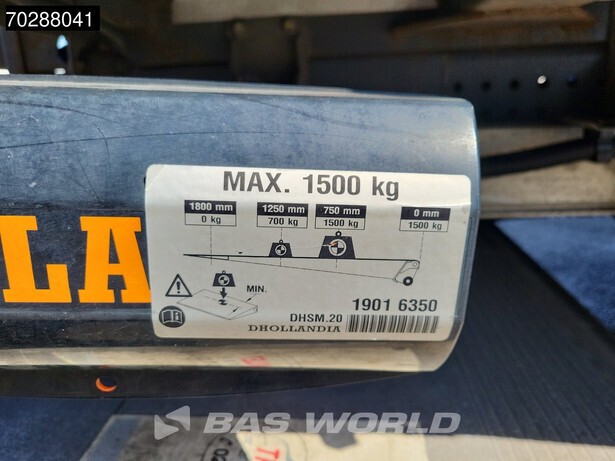 70288041
MAX. 1500 kg
1800 mm 1250 mm 750 mm 0 mm
0 kg 700 kg 1500 kg 1500 kg
LA
MIN.
1901 6350
DHSM.20
DHOLLANDIA
BAS WORLD